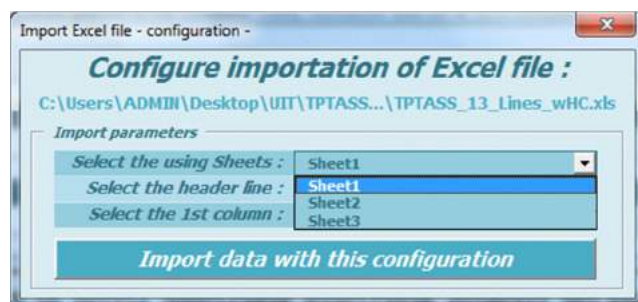 Import Excel file - configuration -
Configure importation of Excel file :
C:\Users\ADMIN\Desktop\UIT\TPTASS...\TPTASS_13_Lines_wHC.xls
Import parameters
Select the using Sheets : Sheet1
Select the header line : Sheet1
Sheet2
Select the 1st column : Sheet3
Import data with this configuration